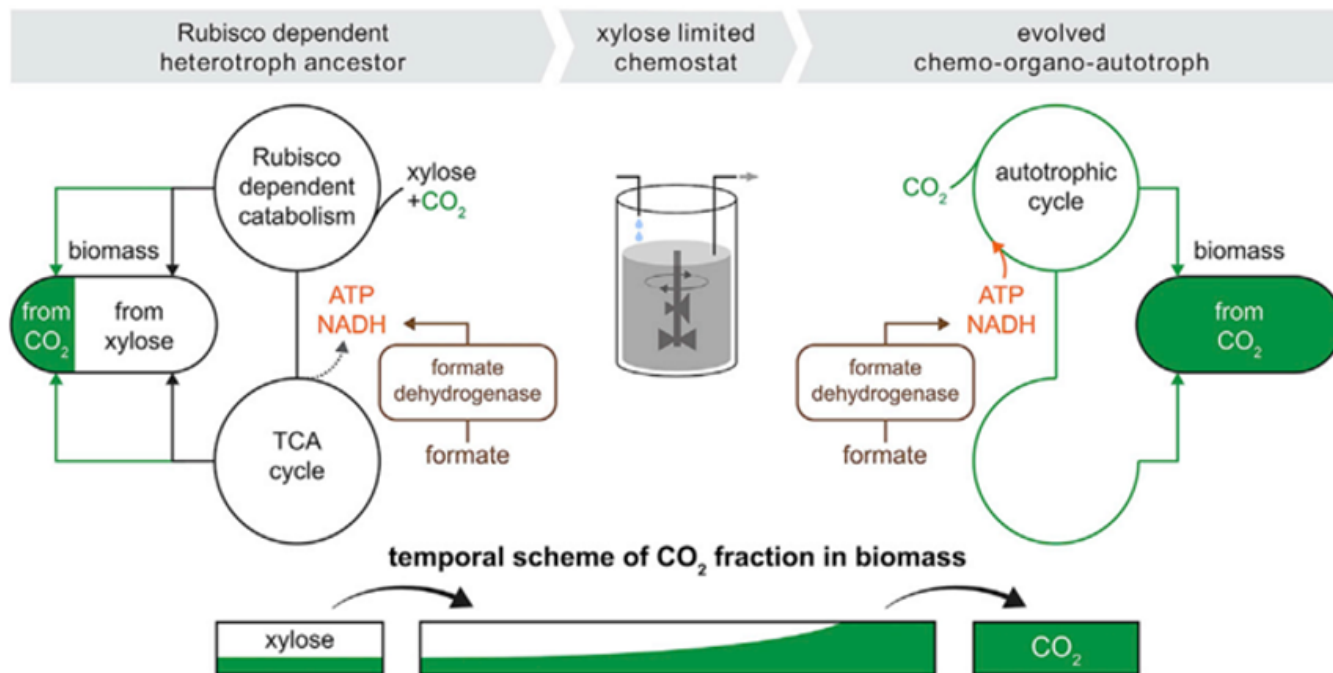 Rubisco dependent
heterotroph ancestor
xylose limited
chemostat
evolved
chemo-organo-autotroph
Rubisco
dependent
catabolism
xylose
+CO₂
biomass
from
CO₂
from
xylose
ATP
NADH
formate
dehydrogenase
formate
TCA
cycle
CO₂
autotrophic
cycle
biomass
from
CO₂
ATP
NADH
formate
dehydrogenase
formate
temporal scheme of CO₂ fraction in biomass
xylose
CO₂